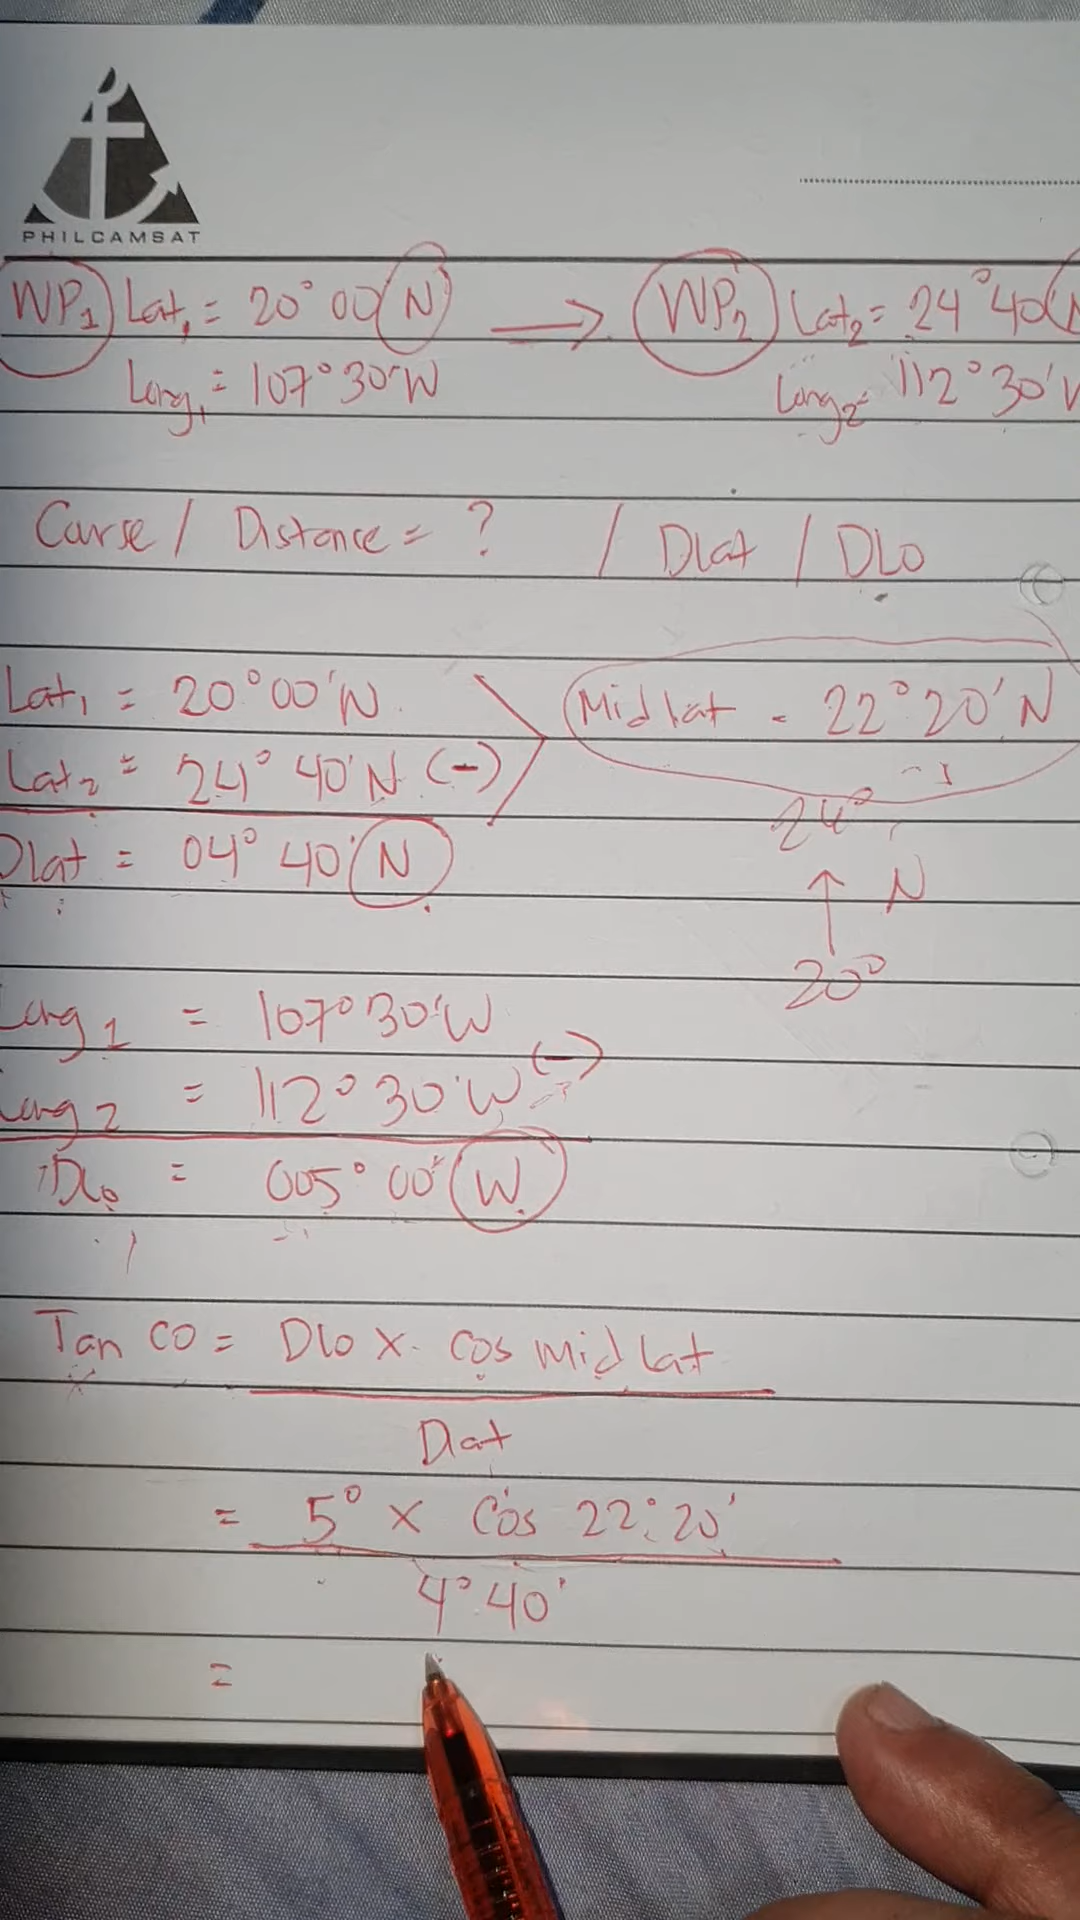 PHILCAMSAT
WP1 Lat1 = 20° 00 N → WP2 Lat2 = 24° 40
Long1 = 107° 30' W Long2 = 112° 30'
Course / Distance = ? / Dlat / DLO
Lat1 = 20° 00' N
Mid lat = 22° 20' N
Lat2 = 24° 40' N (-)
24°
Dlat = 04° 40' N
↑ N
20°
Long 1 = 107° 30' W
(-)
Long 2 = 112° 30' W
DLo = 005° 00' W
Tan CO = Dlo x cos mid Lat
Dlat
= 5° x Cos 22° 20'
4° 40'
=